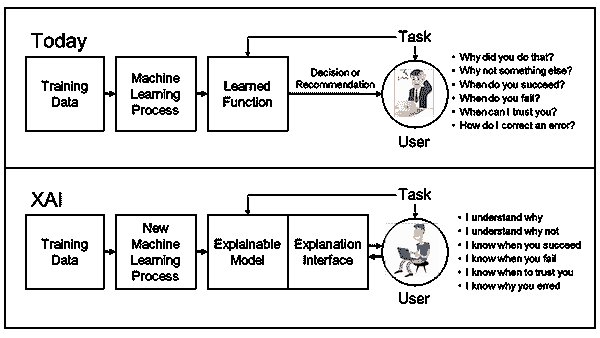 Today
Training
Data
Machine
Learning
Process
Learned
Function
Decision or
Recommendation
Task
User
• Why did you do that?
• Why not something else?
• When do you succeed?
• When do you fail?
• When can I trust you?
• How do I correct an error?
XAI
Training
Data
New
Machine
Learning
Process
Explainable
Model
Explanation
Interface
Task
User
• I understand why
• I understand why not
• I know when you succeed
• I know when you fail
• I know when to trust you
• I know why you erred